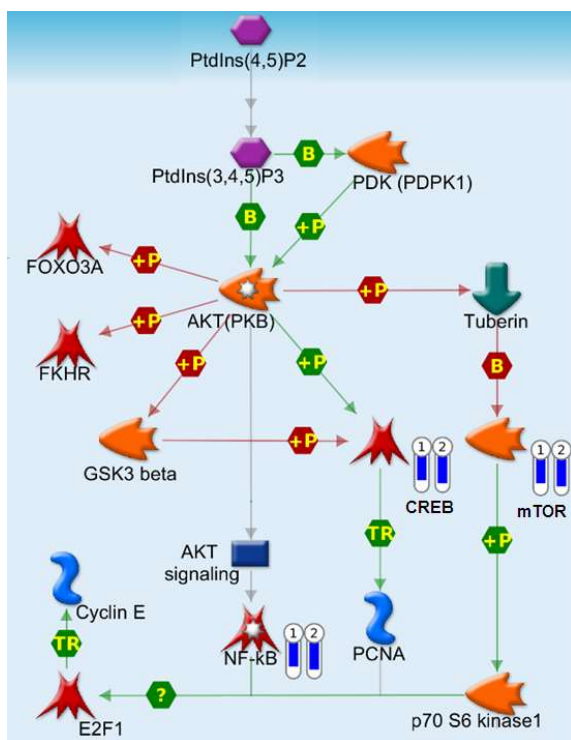 PtdIns(4,5)P2
PtdIns(3,4,5)P3
B
PDK (PDPK1)
B
+P
FOXO3A
+P
+P
AKT(PKB)
Tuberin
+P
FKHR
+P
+P
B
GSK3 beta
+P
1 2
CREB
1 2
mTOR
TR
+P
AKT
signaling
Cyclin E
TR
NF-kB
1 2
PCNA
?
E2F1
p70 S6 kinase1